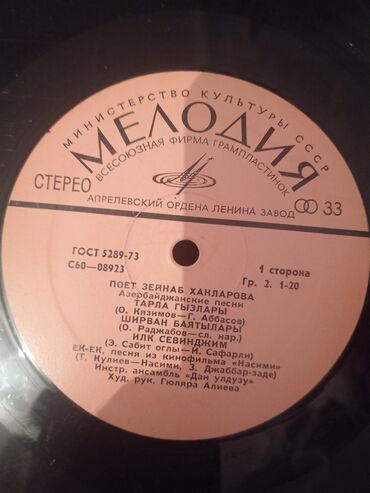 МИНИСТЕРСТВО КУЛЬТУРЫ СССР
МЕЛОДИЯ
ВСЕСОЮЗНАЯ ФИРМА ГРАМПЛАСТИНОК
СТЕРЕО
33
АПРЕЛЕВСКИЙ ОРДЕНА ЛЕНИНА ЗАВОД
ГОСТ 5289-73
С60—08923
1 сторона
Гр. 2. 1-20
ПОЕТ ЗЕЙНАБ ХАНЛАРОВА
Азербайджанские песни
ТАРЛА ГЫЗЛАРЫ
(О. Кязимов—Г. Аббасов)
ШИРВАН БАЯТЫЛАРЫ
(О. Раджабов—сл. нар.)
ИЛК СЕВИНДЖИМ
(Э. Сабит оглы—И. Сафарли)
ЕК-ЕК, песня из кинофильма «Насими»
(Т. Кулиев—Насими, З. Джаббар-заде)
Инстр. ансамбль «Дан улдузу»
Худ. рук. Гюляра Алиева